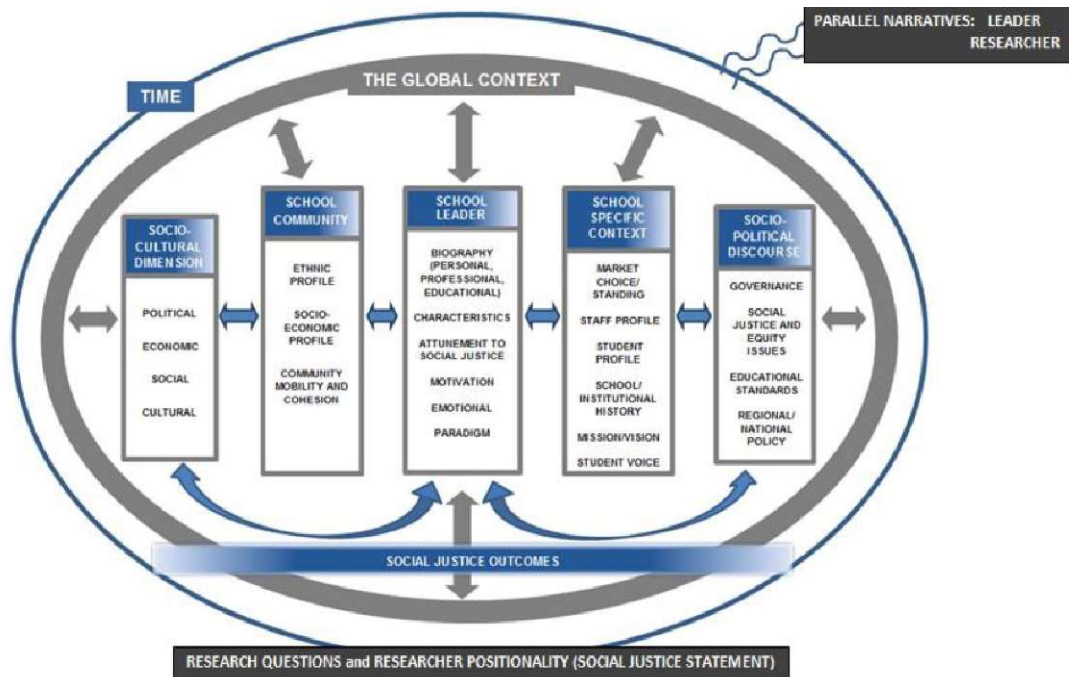 PARALLEL NARRATIVES: LEADER
RESEARCHER
THE GLOBAL CONTEXT
TIME
SOCIO-
CULTURAL
DIMENSION
POLITICAL
ECONOMIC
SOCIAL
CULTURAL
SCHOOL
COMMUNITY
ETHNIC
PROFILE
SOCIO-
ECONOMIC
PROFILE
COMMUNITY
MOBILITY AND
COHESION
SCHOOL
LEADER
BIOGRAPHY
(PERSONAL,
PROFESSIONAL,
EDUCATIONAL)
CHARACTERISTICS
ATTUNEMENT TO
SOCIAL JUSTICE
MOTIVATION
EMOTIONAL
PARADIGM
SCHOOL
SPECIFIC
CONTEXT
MARKET
CHOICE/
STANDING
STAFF PROFILE
STUDENT
PROFILE
SCHOOL/
INSTITUTIONAL
HISTORY
MISSION/VISION
STUDENT VOICE
SOCIO-
POLITICAL
DISCOURSE
GOVERNANCE
SOCIAL
JUSTICE AND
EQUITY
ISSUES
EDUCATIONAL
STANDARDS
REGIONAL/
NATIONAL
POLICY
SOCIAL JUSTICE OUTCOMES
RESEARCH QUESTIONS and RESEARCHER POSITIONALITY (SOCIAL JUSTICE STATEMENT)